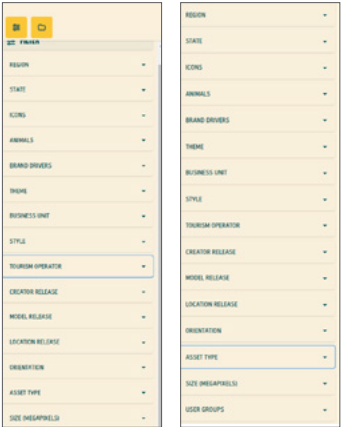 FILTER
REGION
STATE
ICONS
ANIMALS
BRAND DRIVERS
THEME
BUSINESS UNIT
STYLE
TOURISM OPERATOR
CREATOR RELEASE
MODEL RELEASE
LOCATION RELEASE
ORIENTATION
ASSET TYPE
SIZE (MEGAPIXELS)
REGION
STATE
ICONS
ANIMALS
BRAND DRIVERS
THEME
BUSINESS UNIT
STYLE
TOURISM OPERATOR
CREATOR RELEASE
MODEL RELEASE
LOCATION RELEASE
ORIENTATION
ASSET TYPE
SIZE (MEGAPIXELS)
USER GROUPS